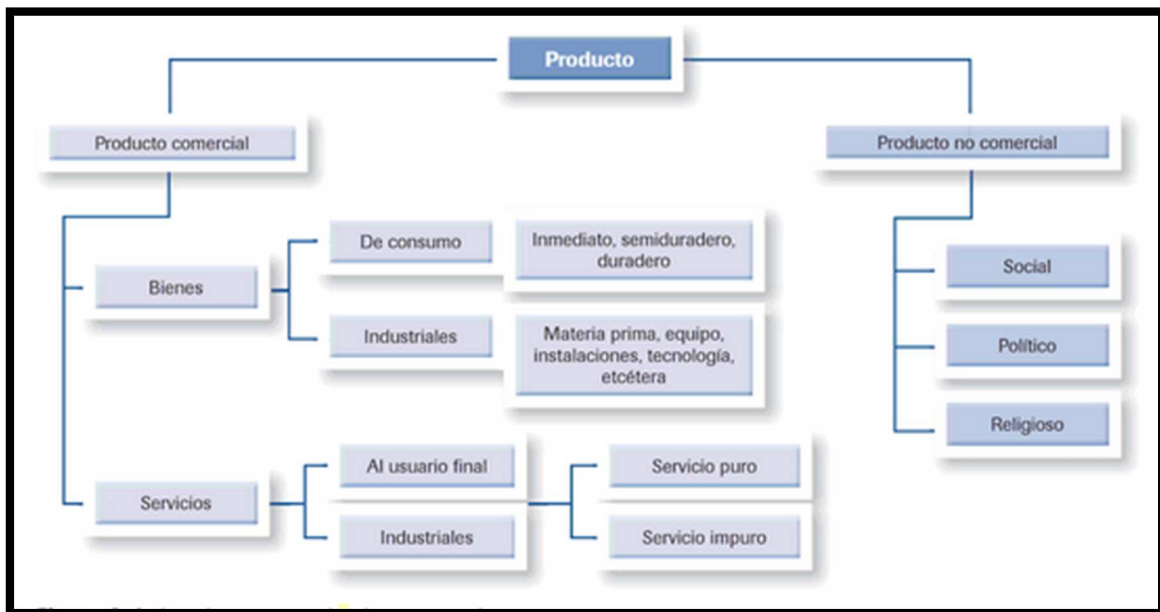 Producto
Producto comercial
Producto no comercial
De consumo
Inmediato, semiduradero,
duradero
Bienes
Industriales
Materia prima, equipo,
instalaciones, tecnología,
etcétera
Social
Político
Religioso
Al usuario final
Servicio puro
Servicios
Industriales
Servicio impuro